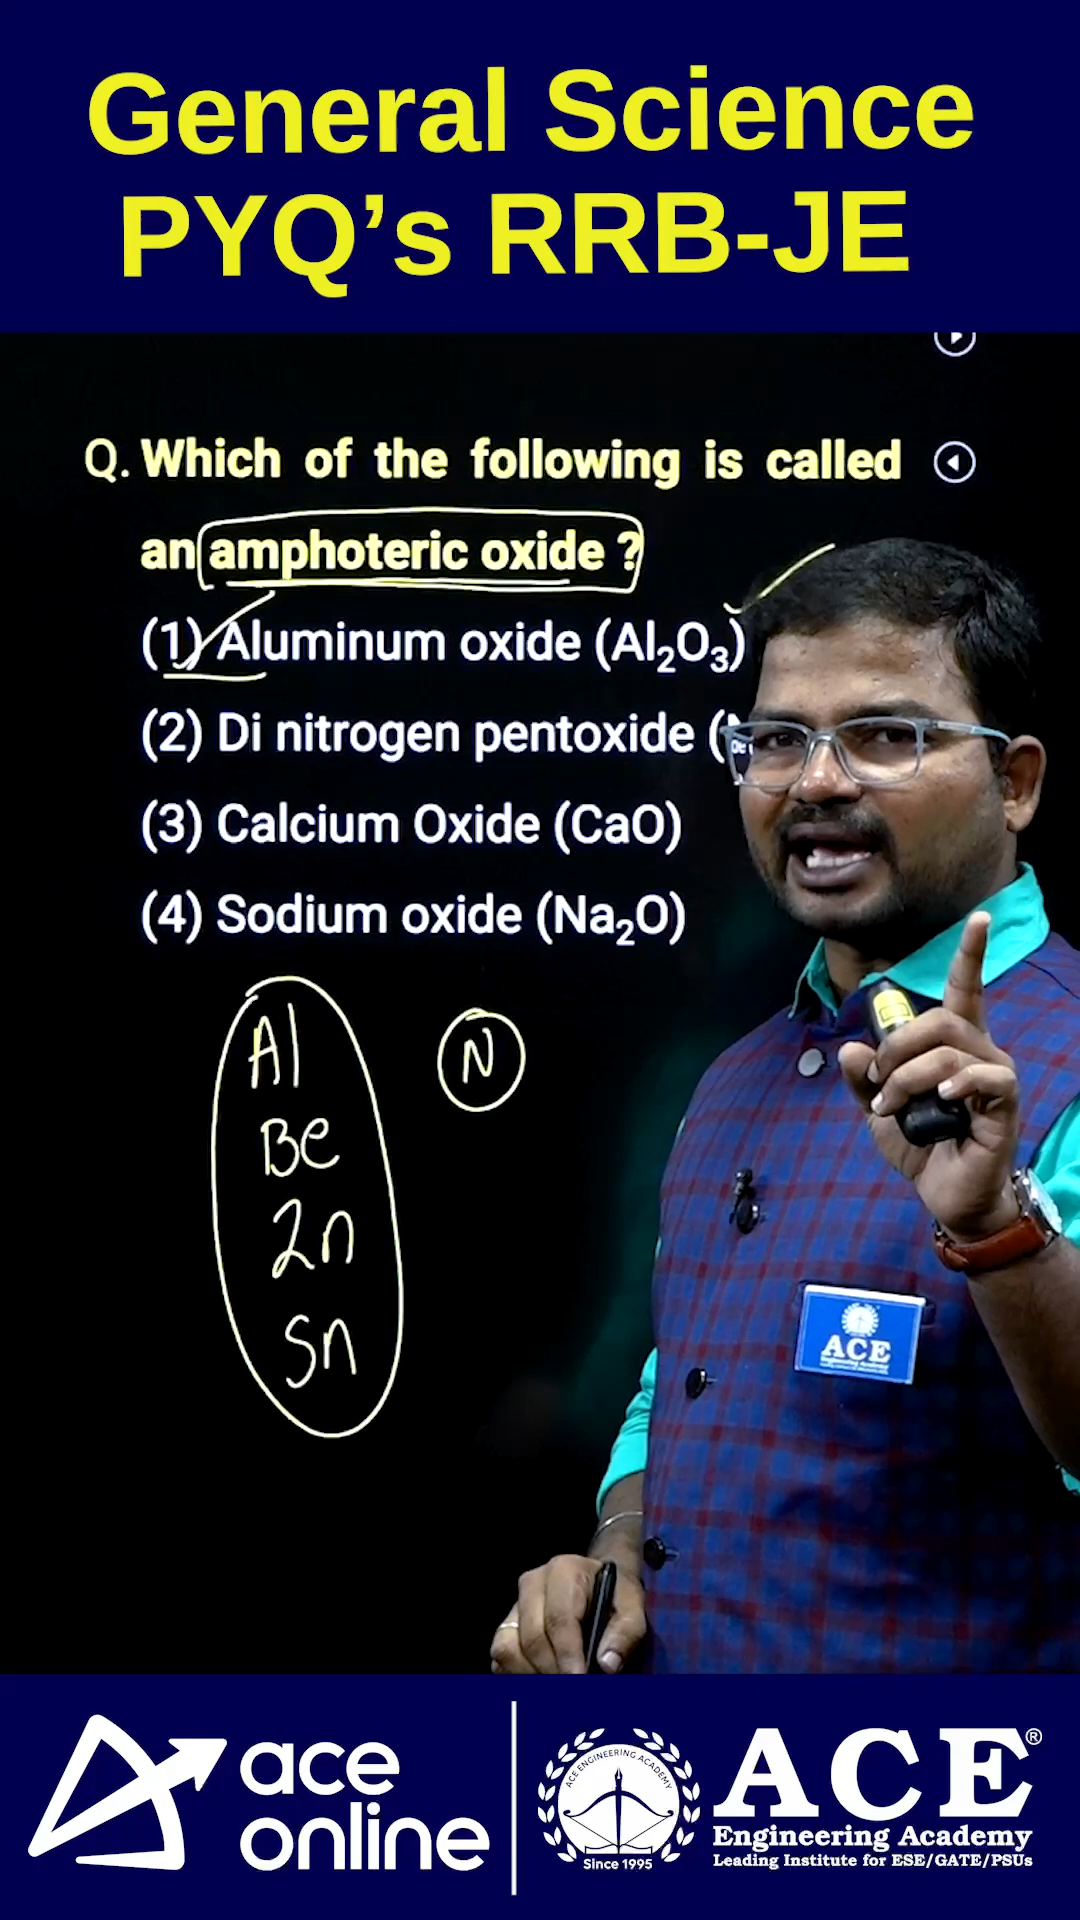 General Science
PYQ’s RRB-JE
Q. Which of the following is called
an amphoteric oxide ?
(1) Aluminum oxide (Al₂O₃)
(2) Di nitrogen pentoxide (
(3) Calcium Oxide (CaO)
(4) Sodium oxide (Na₂O)
Al
Be
Zn
Sn
N
ACE
Engineering Academy
ace
online
ACE ENGINEERING ACADEMY
Since 1995
ACE®
Engineering Academy
Leading Institute for ESE/GATE/PSUs